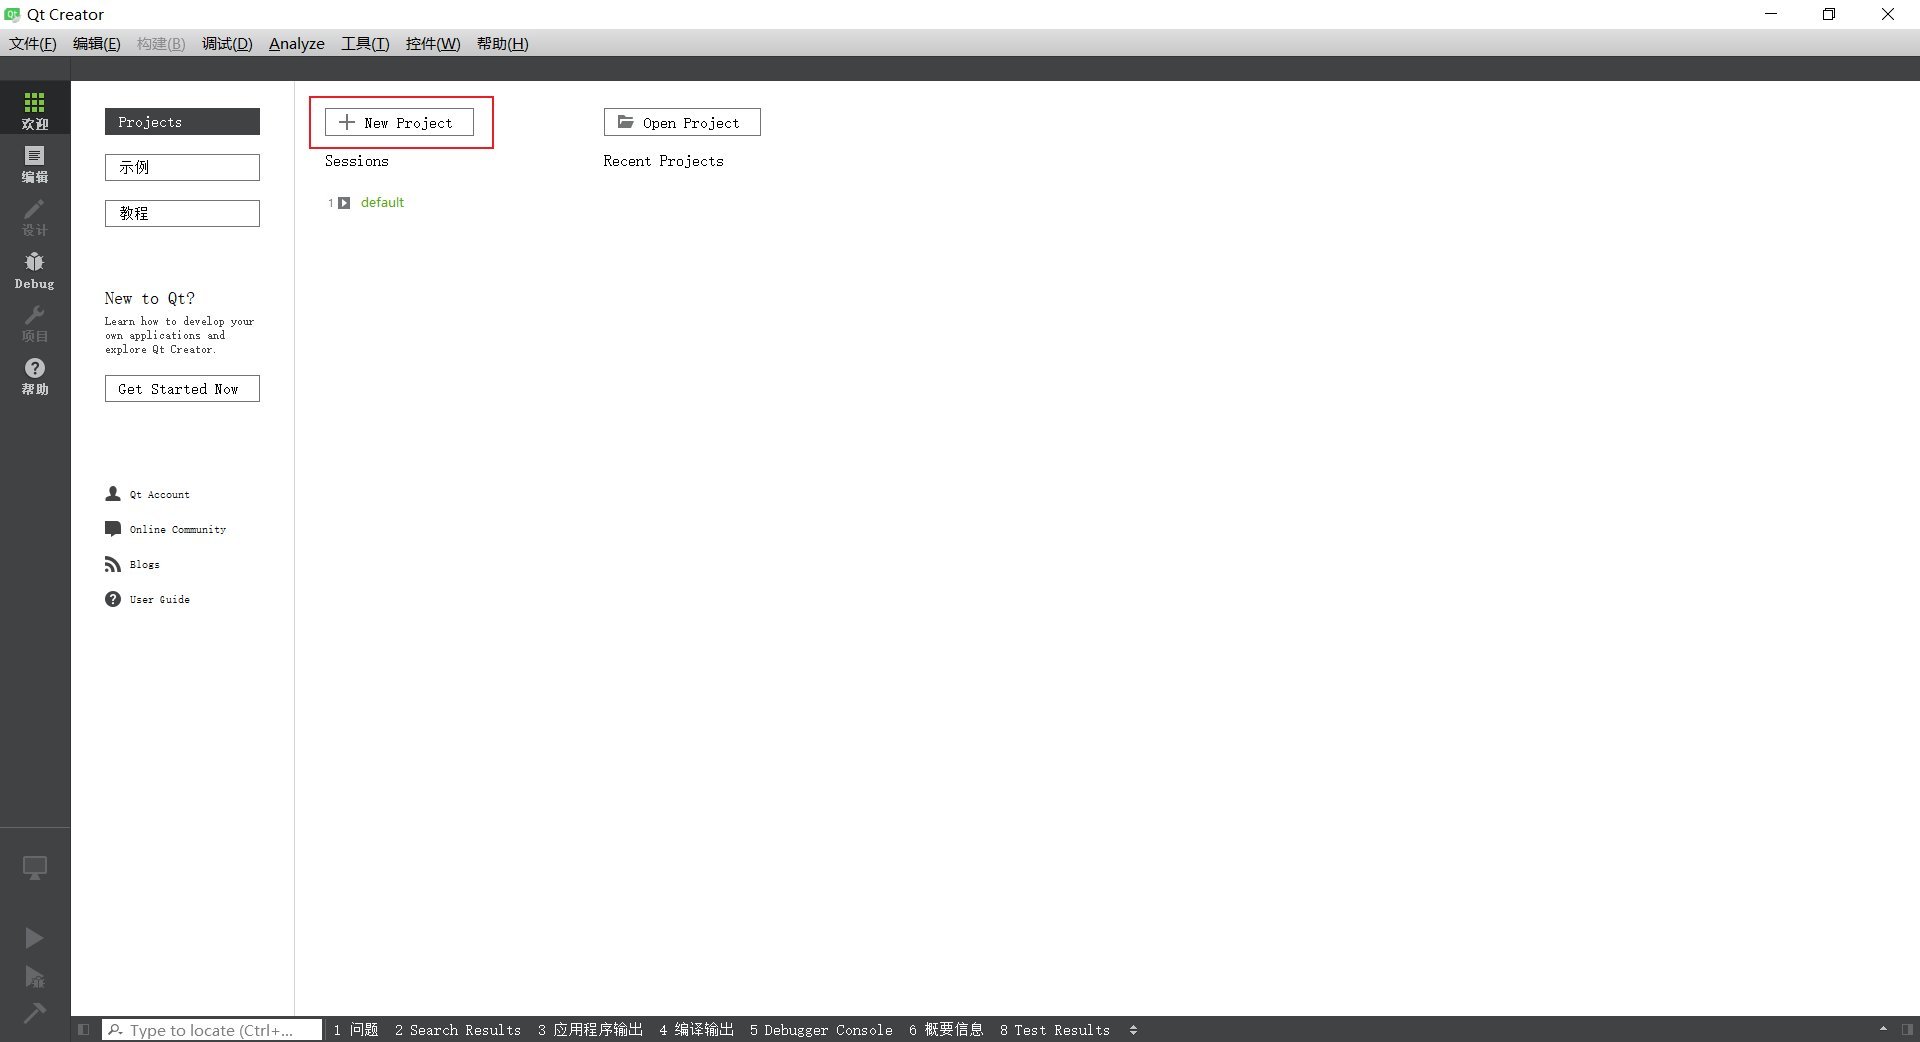 Qt Creator
文件(F) 编辑(E) 构建(B) 调试(D) Analyze 工具(T) 控件(W) 帮助(H)
欢迎
编辑
设计
Debug
项目
帮助
Projects
示例
教程
New to Qt?
Learn how to develop your
own applications and
explore Qt Creator.
Get Started Now
Qt Account
Online Community
Blogs
User Guide
New Project
Sessions
1 default
Open Project
Recent Projects
Type to locate (Ctrl+...
1 问题 2 Search Results 3 应用程序输出 4 编译输出 5 Debugger Console 6 概要信息 8 Test Results